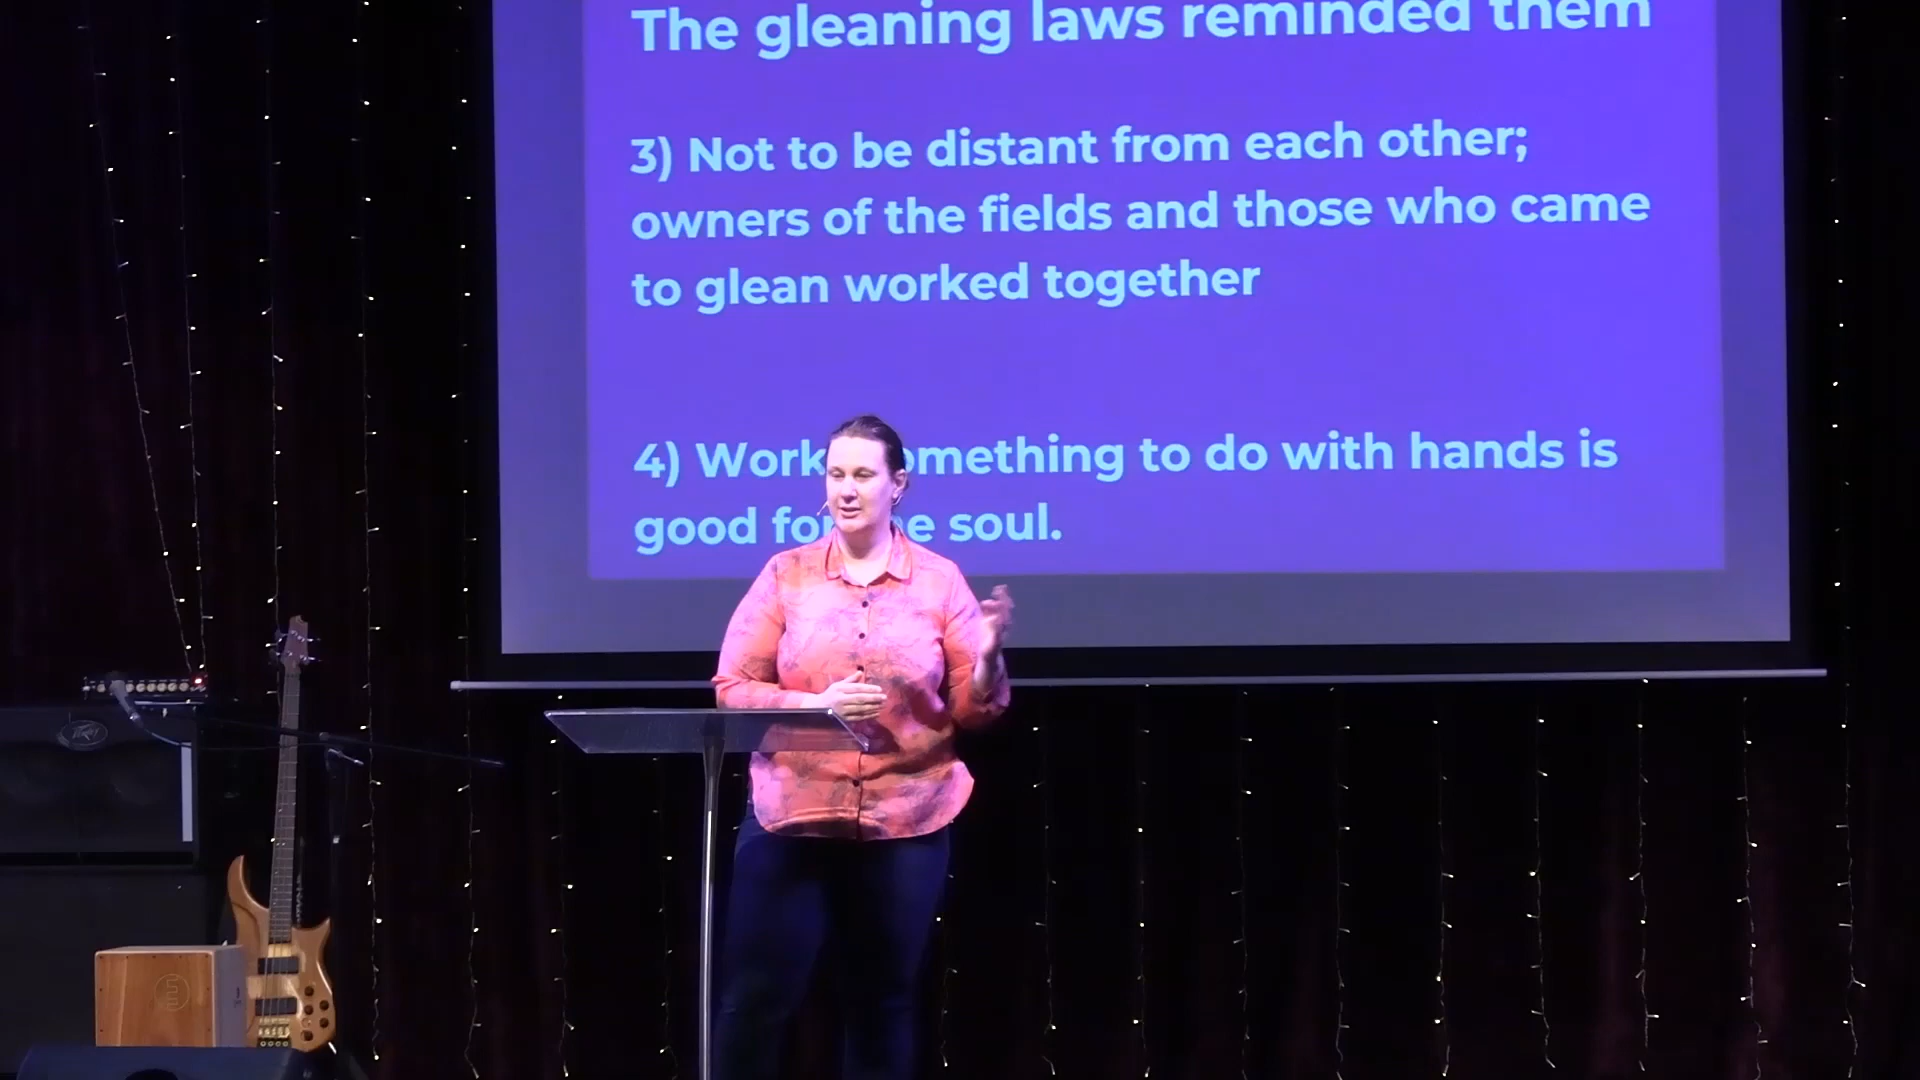 The gleaning laws reminded them
3) Not to be distant from each other;
owners of the fields and those who came
to glean worked together
4) Work omething to do with hands is
good fo e soul.
PEAVEY